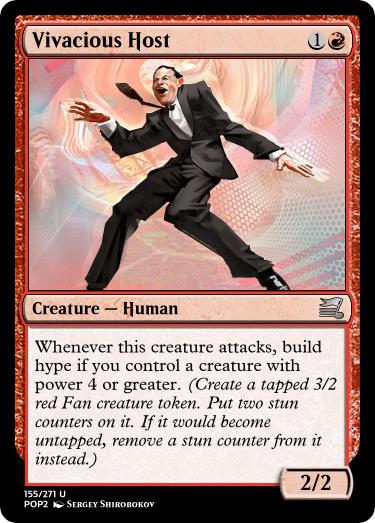 Vivacious Host 1
Creature — Human
Whenever this creature attacks, build
hype if you control a creature with
power 4 or greater. (Create a tapped 3/2
red Fan creature token. Put two stun
counters on it. If it would become
untapped, remove a stun counter from it
instead.)
2/2
155/271 U
POP2 Sergey Shirobokov